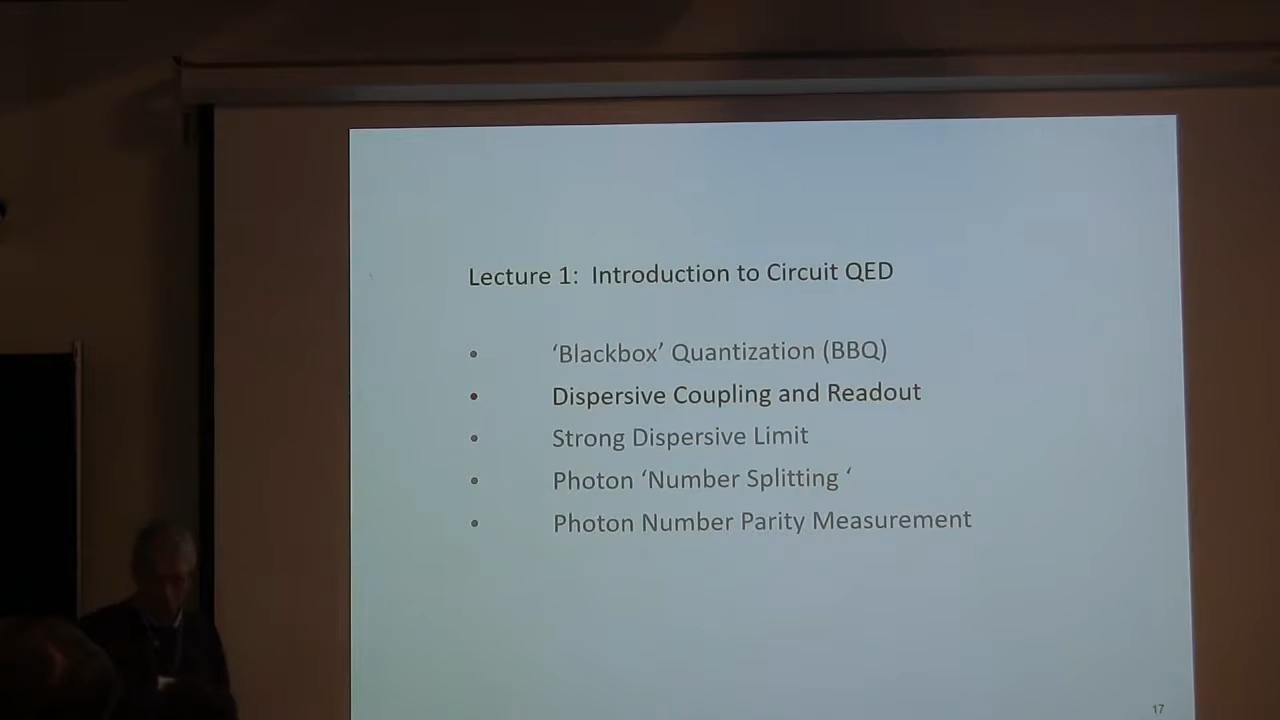 Lecture 1: Introduction to Circuit QED
• ‘Blackbox’ Quantization (BBQ)
• Dispersive Coupling and Readout
• Strong Dispersive Limit
• Photon ‘Number Splitting ‘
• Photon Number Parity Measurement
17